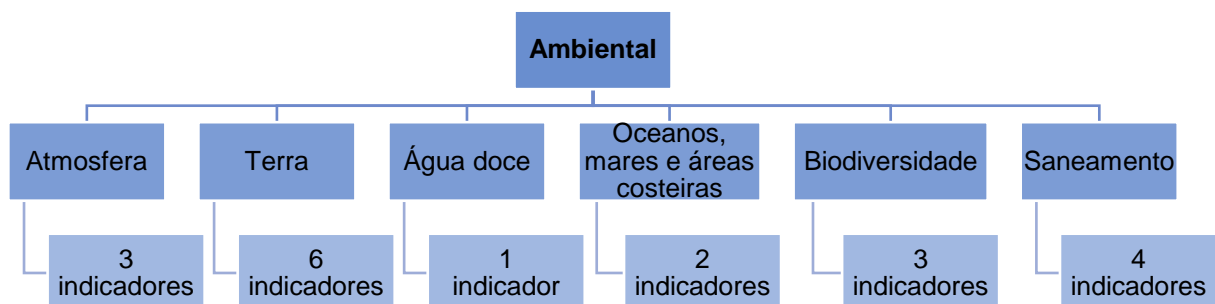 Ambiental
Atmosfera
Terra
Água doce
Oceanos,
mares e áreas
costeiras
Biodiversidade
Saneamento
3
indicadores
6
indicadores
1
indicador
2
indicadores
3
indicadores
4
indicadores